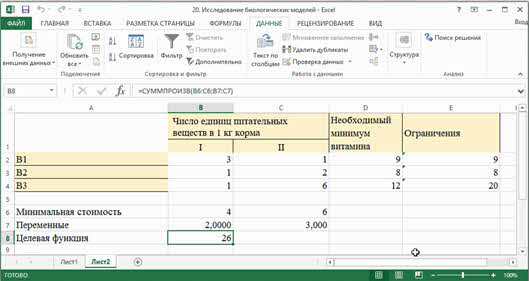 20. Исследование биологических моделей - Excel
ФАЙЛ ГЛАВНАЯ ВСТАВКА РАЗМЕТКА СТРАНИЦЫ ФОРМУЛЫ ДАННЫЕ РЕЦЕНЗИРОВАНИЕ ВИД Вход
Получение внешних данных
Обновить все
Подключения
Сортировка
Фильтр
Очистить
Повторить
Дополнительно
Сортировка и фильтр
Текст по столбцам
Мгновенное заполнение
Удалить дубликаты
Проверка данных
Работа с данными
Структура
Поиск решения
Анализ
B8 =СУММПРОИЗВ(B6:C6;B7:C7)
A B C D E
Число единиц питательных веществ в 1 кг корма
Необходимый минимум витамина
Ограничения
1 I II
2 В1 3 1 9 9
3 В2 1 2 8 8
4 В3 1 6 12 20
5
6 Минимальная стоимость 4 6
7 Переменные 2,0000 3,000
8 Целевая функция 26
Лист1 Лист2
ГОТОВО 100%